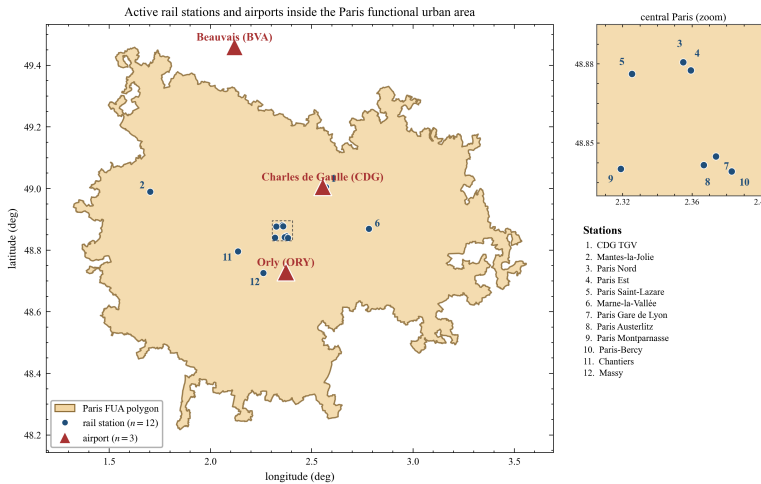 Active rail stations and airports inside the Paris functional urban area
central Paris (zoom)
Beauvais (BVA)
Charles de Gaulle (CDG)
Orly (ORY)
2
6
11
12
49.4
49.2
49.0
48.8
48.6
48.4
48.2
latitude (deg)
1.5
2.0
2.5
3.0
3.5
longitude (deg)
Paris FUA polygon
rail station (n = 12)
airport (n = 3)
3
4
5
7
8
9
10
48.88
48.85
2.32
2.36
Stations
1. CDG TGV
2. Mantes-la-Jolie
3. Paris Nord
4. Paris Est
5. Paris Saint-Lazare
6. Marne-la-Vallée
7. Paris Gare de Lyon
8. Paris Austerlitz
9. Paris Montparnasse
10. Paris-Bercy
11. Chantiers
12. Massy